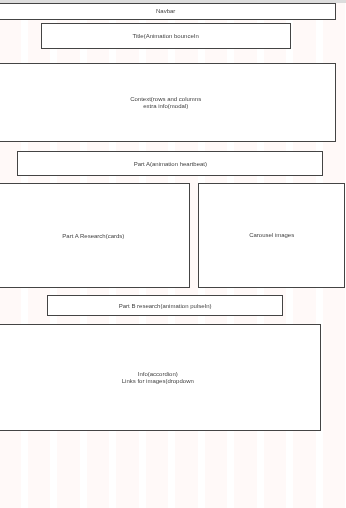 Navbar
Title(Animation bounceIn
Context(rows and columns
extra info(modal)
Part A(animation heartbeat)
Part A Research(cards)
Carousel images
Part B research(animation pulseIn)
Info(accordion)
Links for images(dropdown